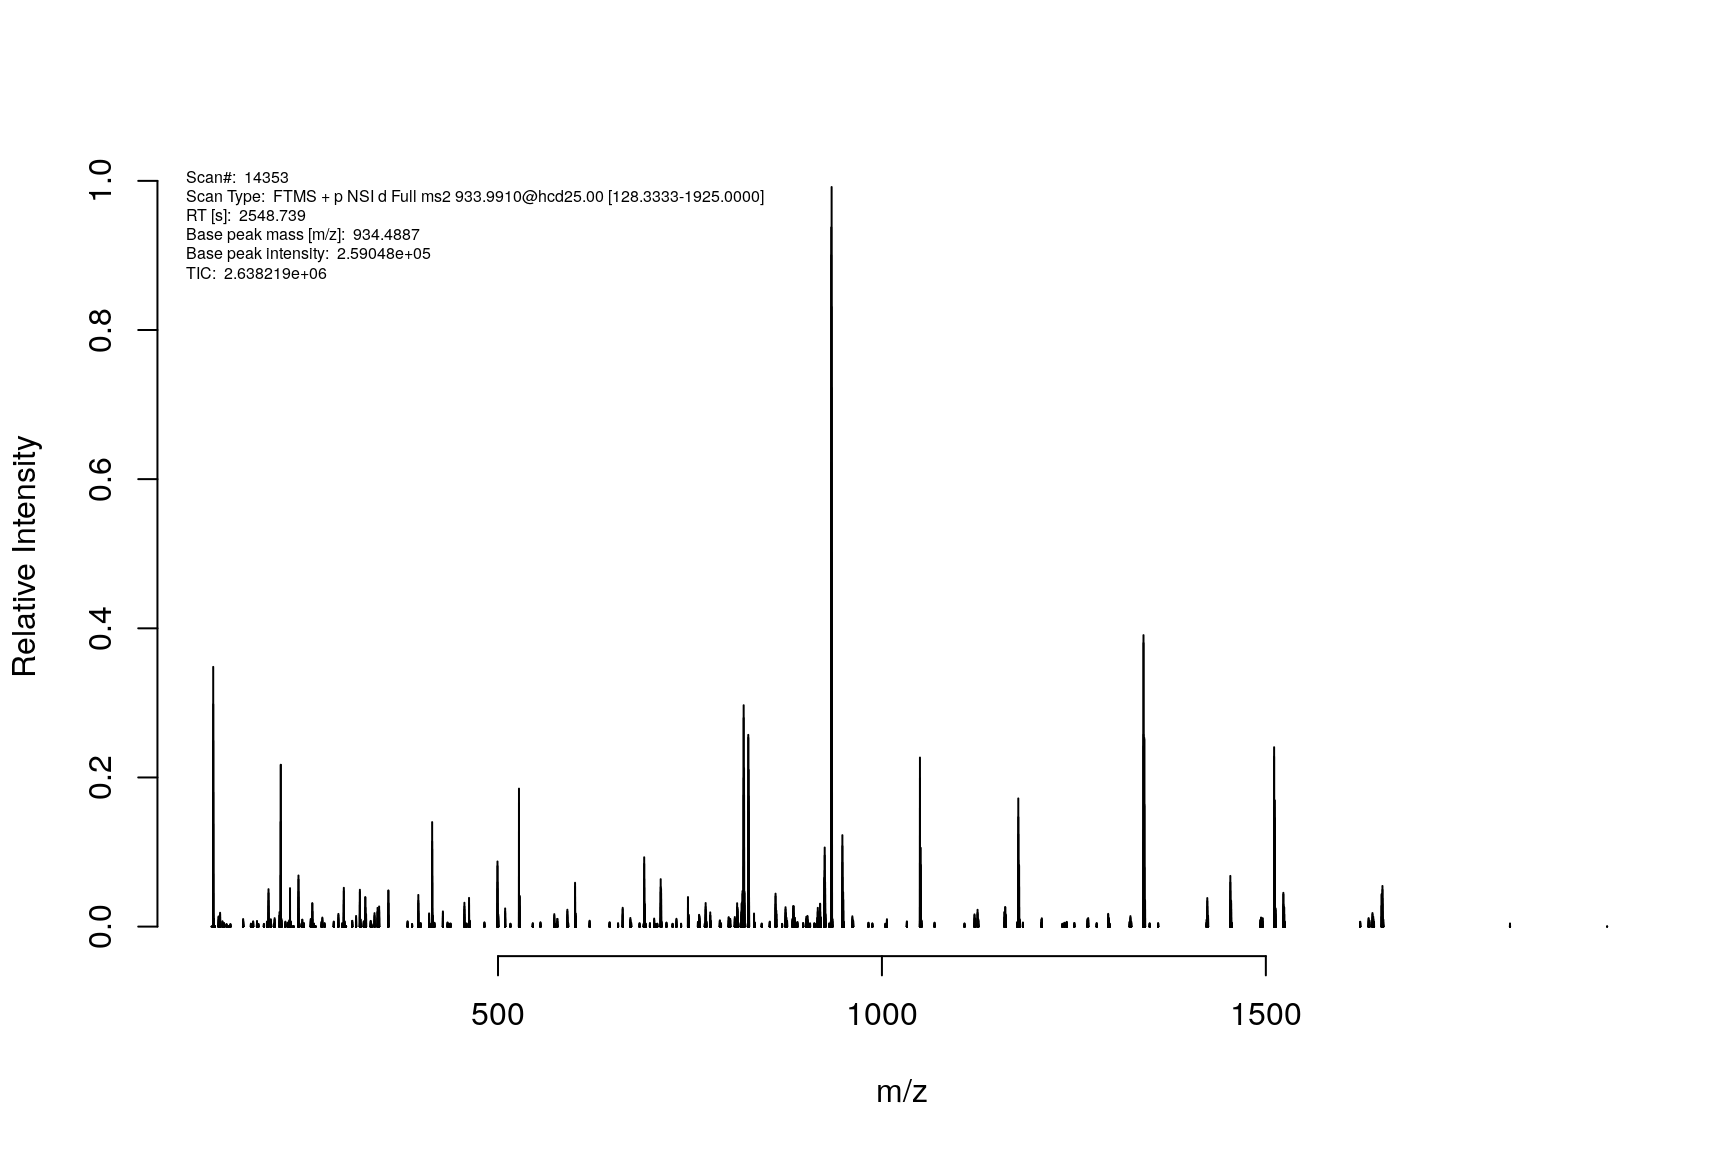 Scan#: 14353
Scan Type: FTMS + p NSI d Full ms2 933.9910@hcd25.00 [128.3333-1925.0000]
RT [s]: 2548.739
Base peak mass [m/z]: 934.4887
Base peak intensity: 2.59048e+05
TIC: 2.638219e+06
1.0
0.8
0.6
0.4
0.2
0.0
Relative Intensity
500 1000 1500
m/z